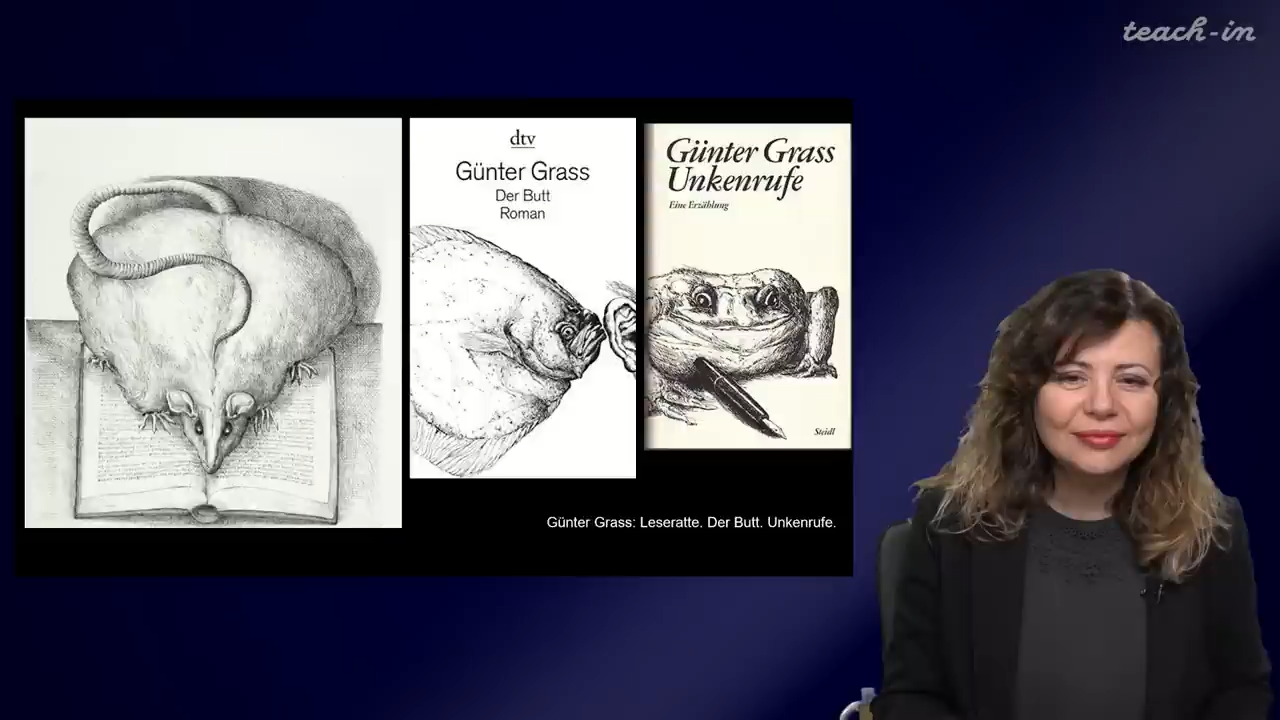 teach-in
dtv
Günter Grass
Der Butt
Roman
Günter Grass
Unkenrufe
Eine Erzählung
Steidl
Günter Grass: Leseratte. Der Butt. Unkenrufe.